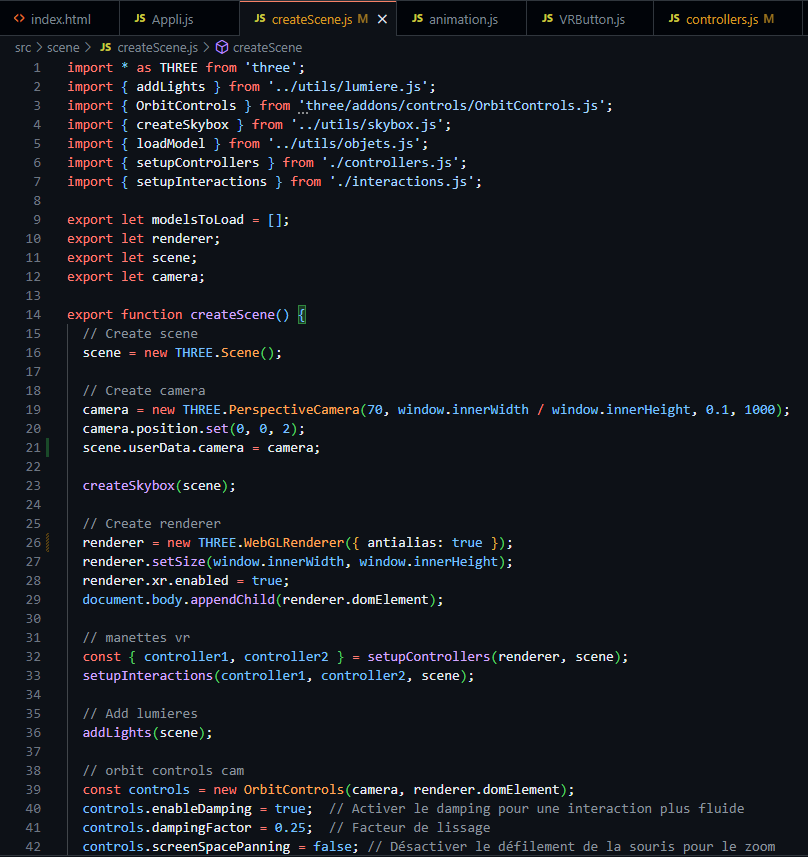 <> index.html JS Appli.js JS createScene.js M × JS animation.js JS VRButton.js JS controllers.js M
src > scene > JS createScene.js > createScene
1 import * as THREE from 'three';
2 import { addLights } from '../utils/lumiere.js';
3 import { OrbitControls } from 'three/addons/controls/OrbitControls.js';
4 import { createSkybox } from '../utils/skybox.js';
5 import { loadModel } from '../utils/objets.js';
6 import { setupControllers } from './controllers.js';
7 import { setupInteractions } from './interactions.js';
8
9 export let modelsToLoad = [];
10 export let renderer;
11 export let scene;
12 export let camera;
13
14 export function createScene() {
15 // Create scene
16 scene = new THREE.Scene();
17
18 // Create camera
19 camera = new THREE.PerspectiveCamera(70, window.innerWidth / window.innerHeight, 0.1, 1000);
20 camera.position.set(0, 0, 2);
21 scene.userData.camera = camera;
22
23 createSkybox(scene);
24
25 // Create renderer
26 renderer = new THREE.WebGLRenderer({ antialias: true });
27 renderer.setSize(window.innerWidth, window.innerHeight);
28 renderer.xr.enabled = true;
29 document.body.appendChild(renderer.domElement);
30
31 // manettes vr
32 const { controller1, controller2 } = setupControllers(renderer, scene);
33 setupInteractions(controller1, controller2, scene);
34
35 // Add lumieres
36 addLights(scene);
37
38 // orbit controls cam
39 const controls = new OrbitControls(camera, renderer.domElement);
40 controls.enableDamping = true; // Activer le damping pour une interaction plus fluide
41 controls.dampingFactor = 0.25; // Facteur de lissage
42 controls.screenSpacePanning = false; // Désactiver le défilement de la souris pour le zoom